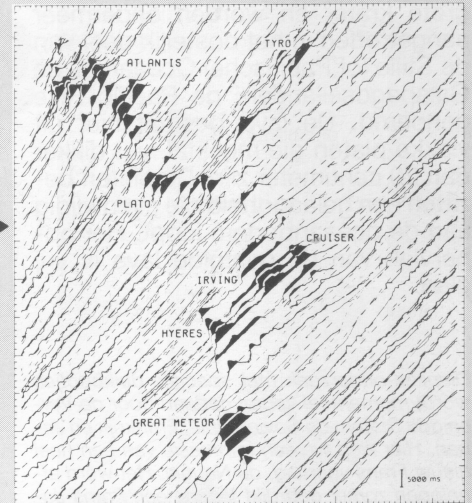 TYRO
ATLANTIS
PLATO
CRUISER
IRVING
HYERES
GREAT METEOR
5000 ms